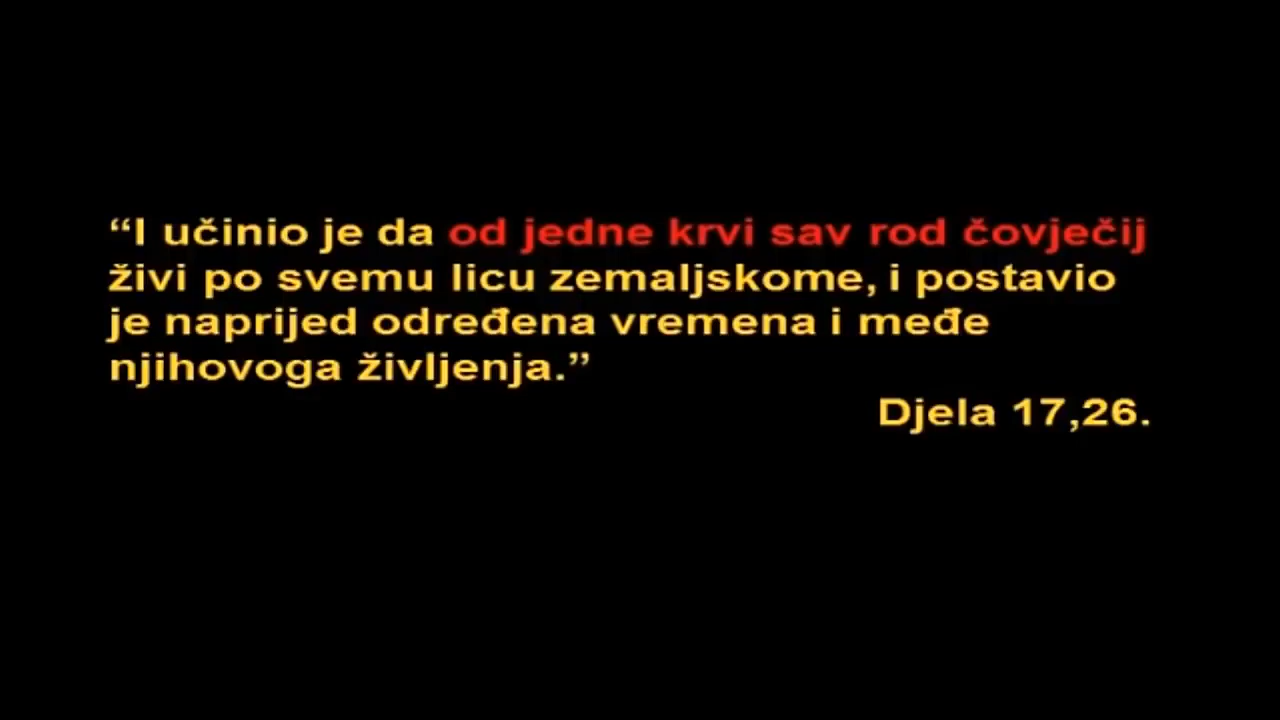 “I učinio je da od jedne krvi sav rod čovječij
živi po svemu licu zemaljskome, i postavio
je naprijed određena vremena i međe
njihovoga življenja.”
Djela 17,26.